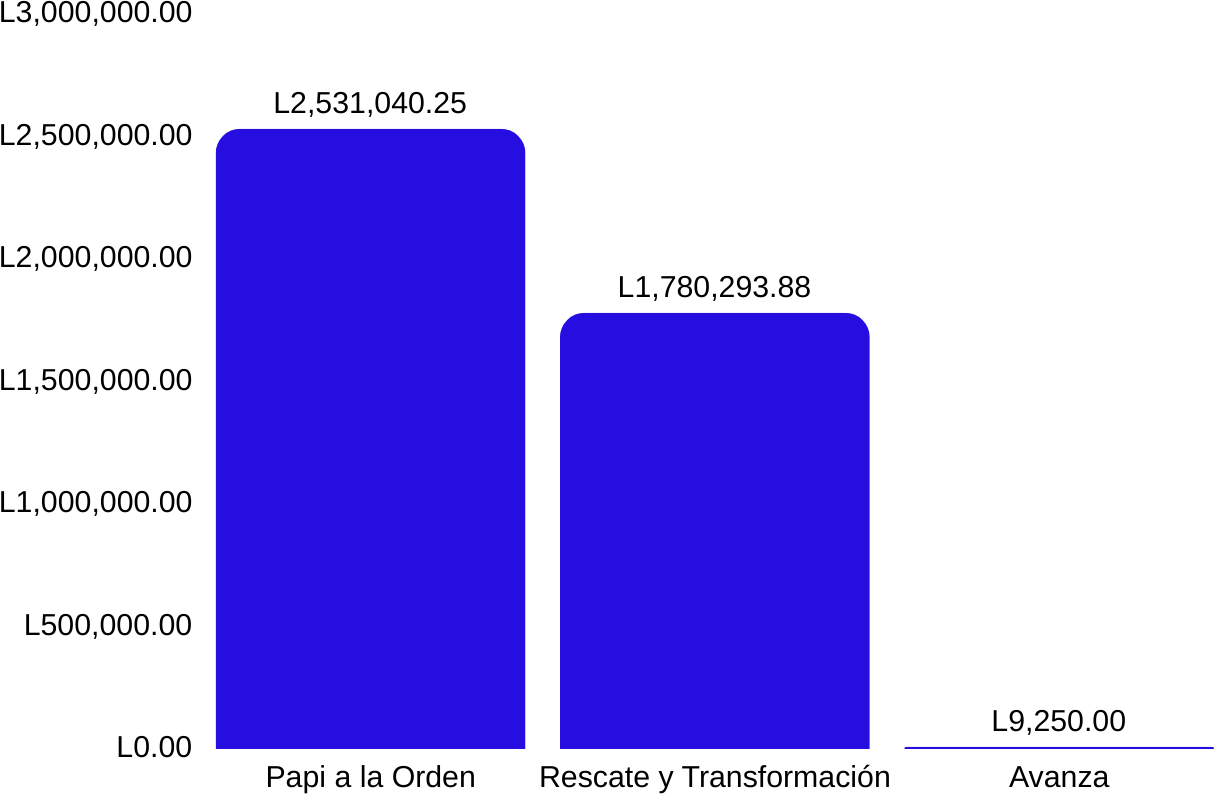 L3,000,000.00
L2,531,040.25
L2,500,000.00
L2,000,000.00
L1,780,293.88
L1,500,000.00
L1,000,000.00
L500,000.00
L9,250.00
L0.00
Papi a la Orden
Rescate y Transformación
Avanza